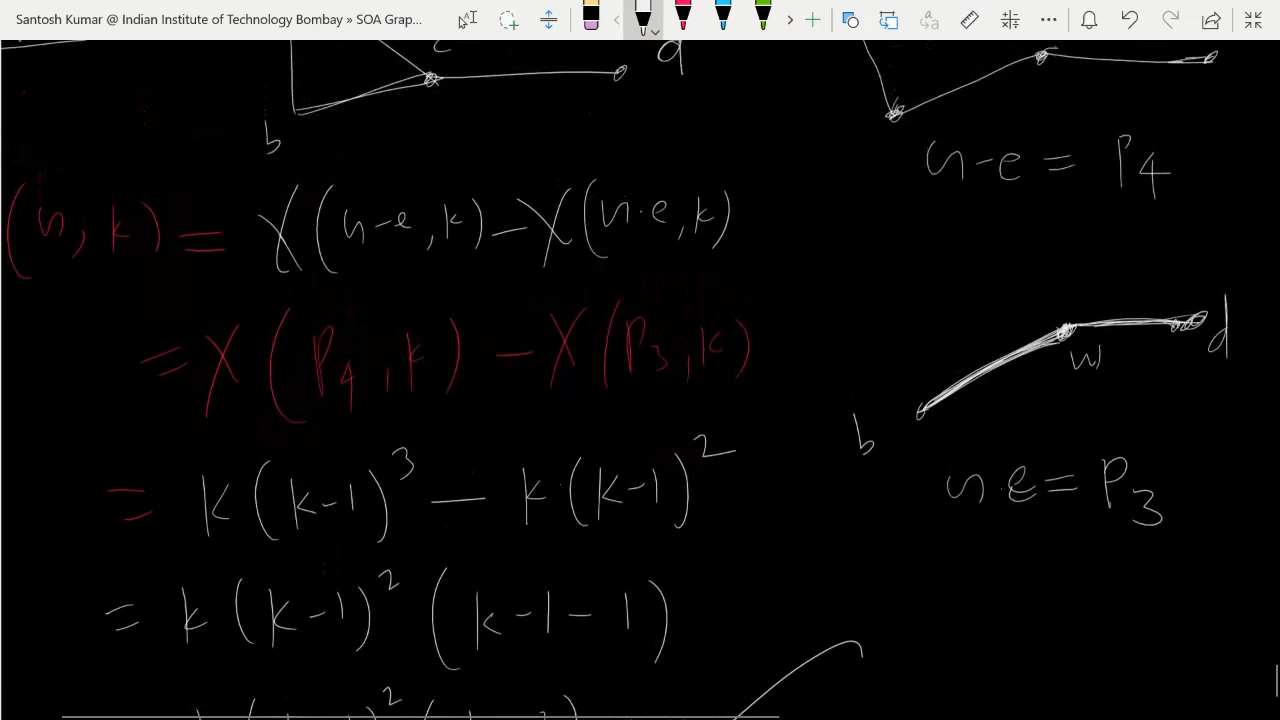 Santosh Kumar @ Indian Institute of Technology Bombay » SOA Grap...
c
d
b
G-e = P4
(G, k) = χ(G-e, k) - χ(G·e, k)
= χ(P4, k) - χ(P3, k)
d
w
b
= k(k-1)³ - k·(k-1)²
G·e = P3
= k(k-1)² (k-1-1)